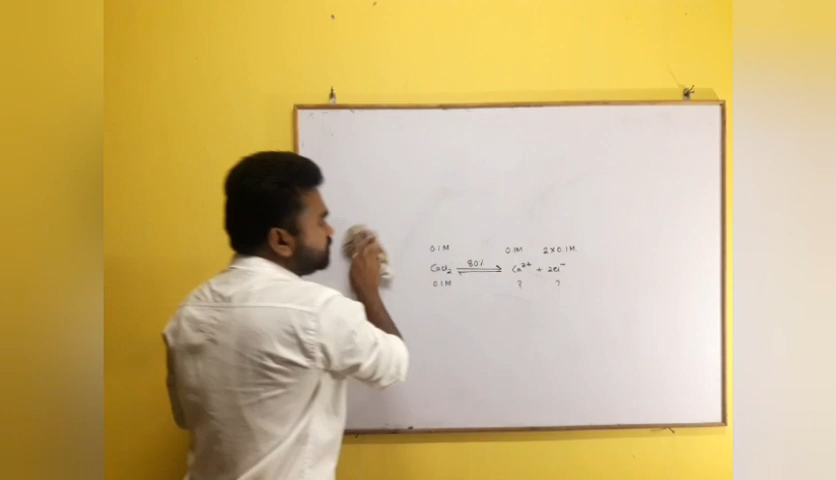 0.1M 0.1M 2×0.1M
CaCl₂ ⇌ 80% Ca²⁺ + 2Cl⁻
0.1M ? ?